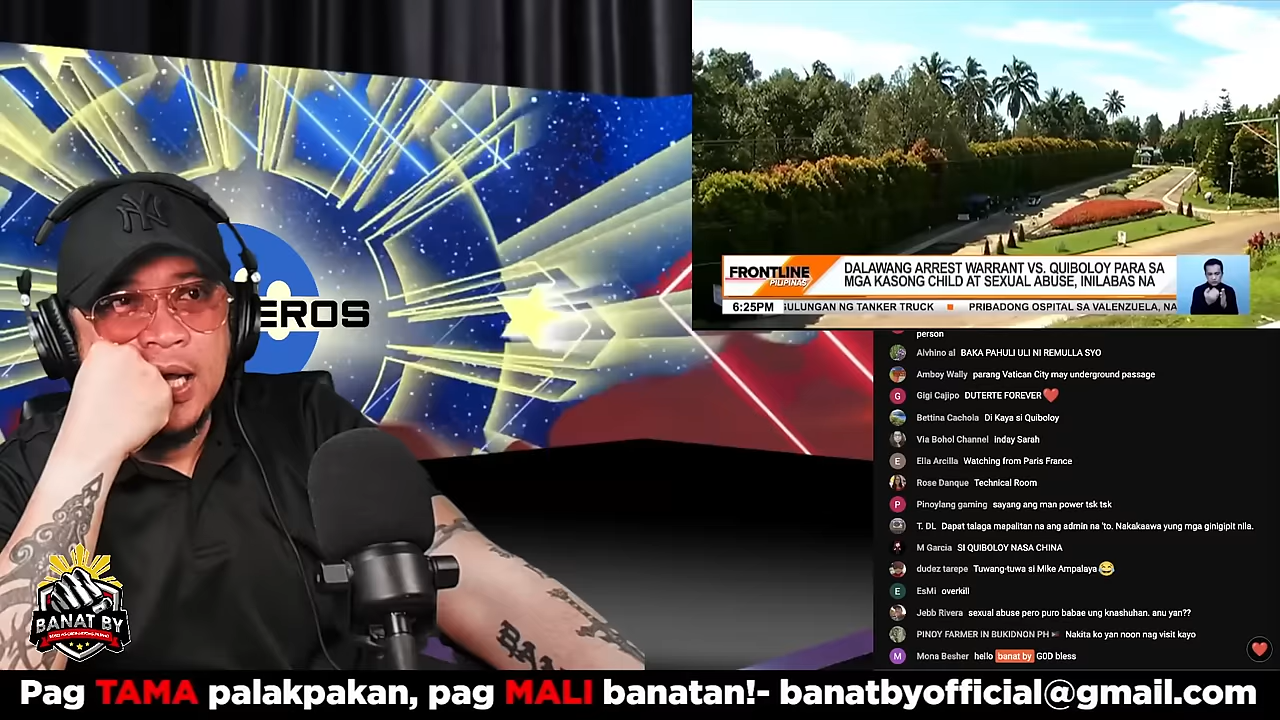 NY
EROS
FRONTLINE
PILIPINAS
DALAWANG ARREST WARRANT VS. QUIBOLOY PARA SA
MGA KASONG CHILD AT SEXUAL ABUSE, INILABAS NA
6:25PM GULUNGAN NG TANKER TRUCK ▪ PRIBADONG OSPITAL SA VALENZUELA, NA
person
Alvhino al BAKA PAHULI ULI NI REMULLA SYO
Amboy Wally parang Vatican City may underground passage
G Gigi Cajipo DUTERTE FOREVER❤️
Bettina Cachola Di Kaya si Quiboloy
Via Bohol Channel inday Sarah
E Ella Arcilla Watching from Paris France
Rose Danque Technical Room
P Pinoylang gaming sayang ang man power tsk tsk
T. DL Dapat talaga mapalitan na ang admin na 'to. Nakakaawa yung mga ginigipit nila.
M Garcia SI QUIBOLOY NASA CHINA
dudez tarepe Tuwang-tuwa si Mike Ampalaya😂
E EsMi overkill
Jebb Rivera sexual abuse pero puro babae ung knashuhan. anu yan??
PINOY FARMER IN BUKIDNON PH Nakita ko yan noon nag visit kayo
M Mona Besher hello banat by G0D bless
BANAT BY
Pag TAMA palakpakan, pag MALI banatan!- banatbyofficial@gmail.com